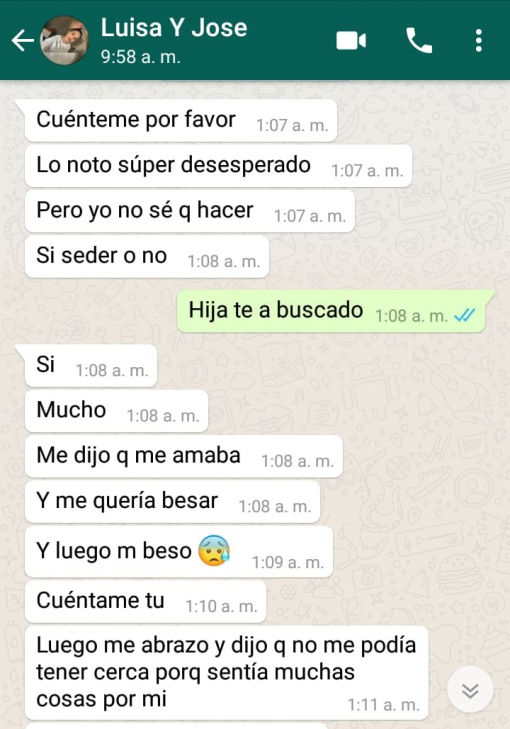 Luisa Y Jose
9:58 a. m.
Cuénteme por favor 1:07 a. m.
Lo noto súper desesperado 1:07 a. m.
Pero yo no sé q hacer 1:07 a. m.
Si seder o no 1:08 a. m.
Hija te a buscado 1:08 a. m.
Si 1:08 a. m.
Mucho 1:08 a. m.
Me dijo q me amaba 1:08 a. m.
Y me quería besar 1:08 a. m.
Y luego m beso 😰 1:09 a. m.
Cuéntame tu 1:10 a. m.
Luego me abrazo y dijo q no me podía
tener cerca porq sentía muchas
cosas por mi 1:11 a. m.